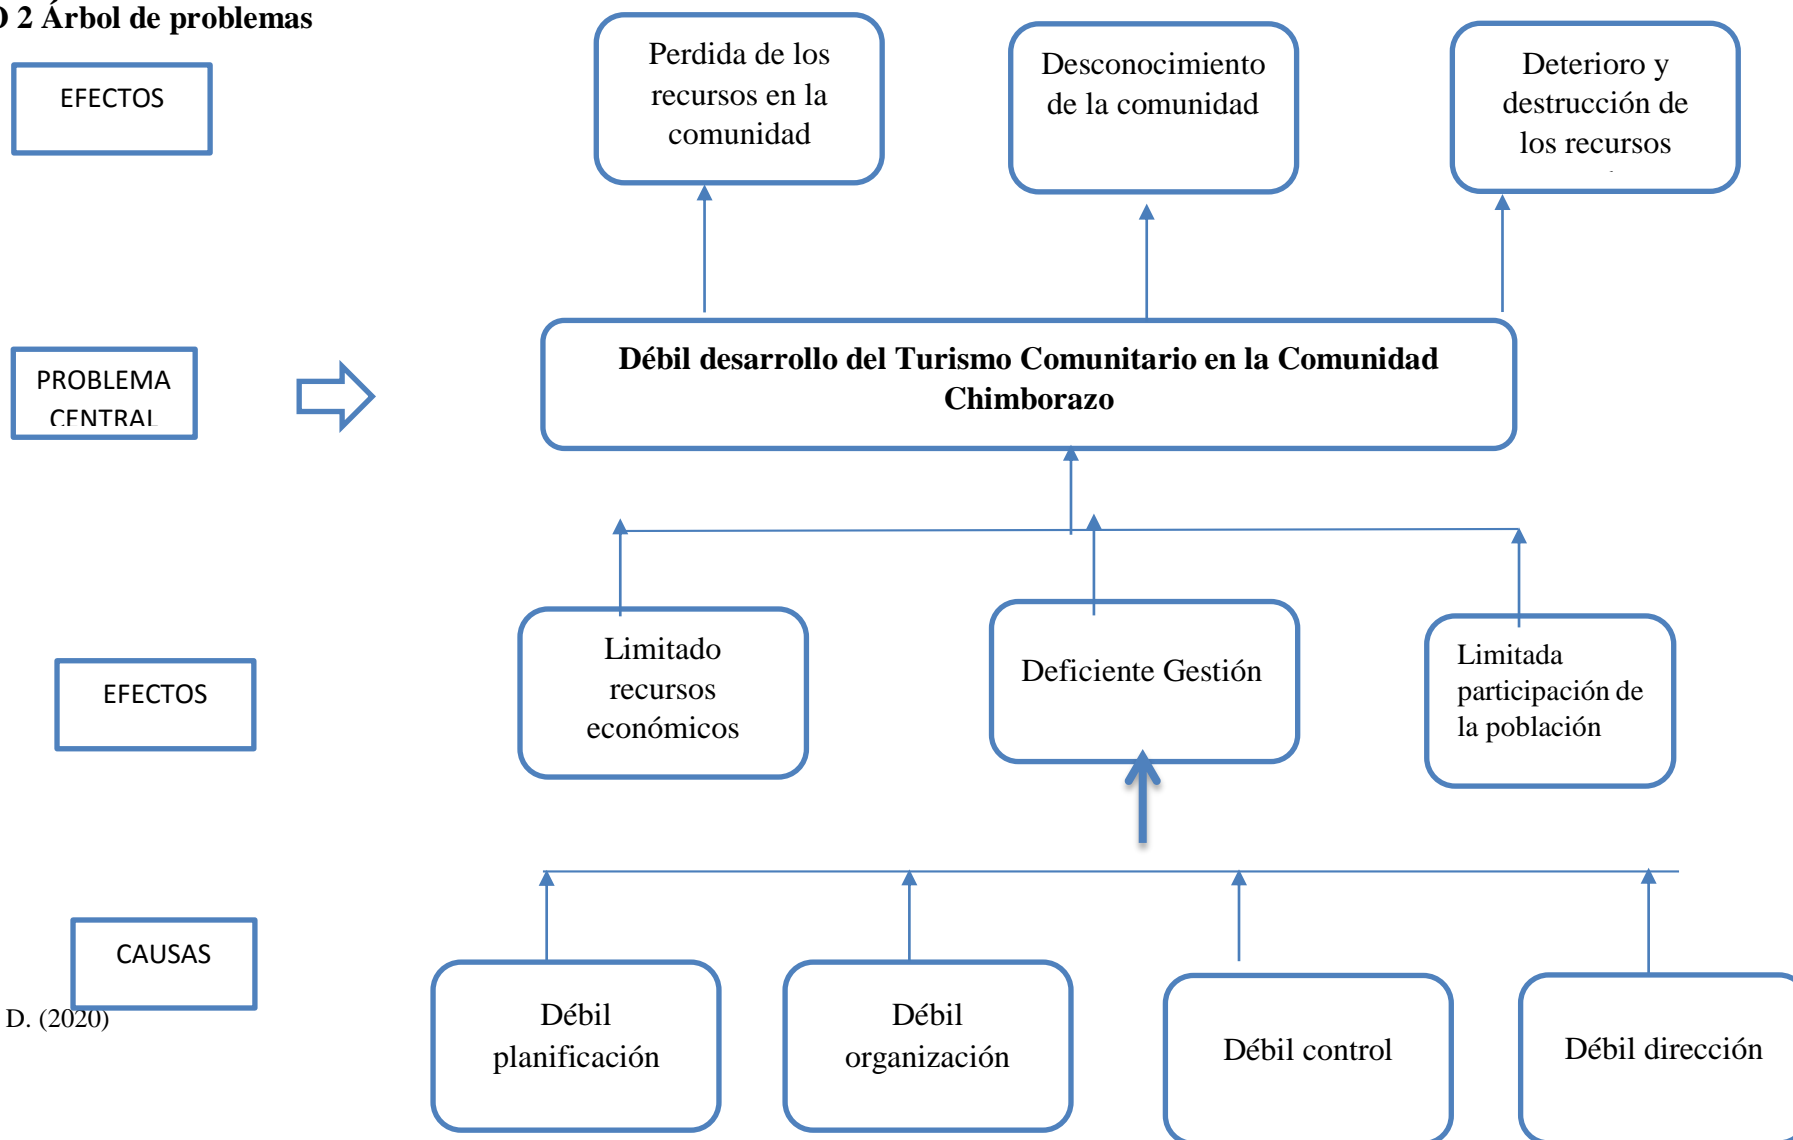 2 Árbol de problemas
EFECTOS
Perdida de los
recursos en la
comunidad
Desconocimiento
de la comunidad
Deterioro y
destrucción de
los recursos
PROBLEMA
CENTRAL
Débil desarrollo del Turismo Comunitario en la Comunidad
Chimborazo
EFECTOS
Limitado
recursos
económicos
Deficiente Gestión
Limitada
participación de
la población
CAUSAS
Débil
planificación
Débil
organización
Débil control
Débil dirección
D. (2020)